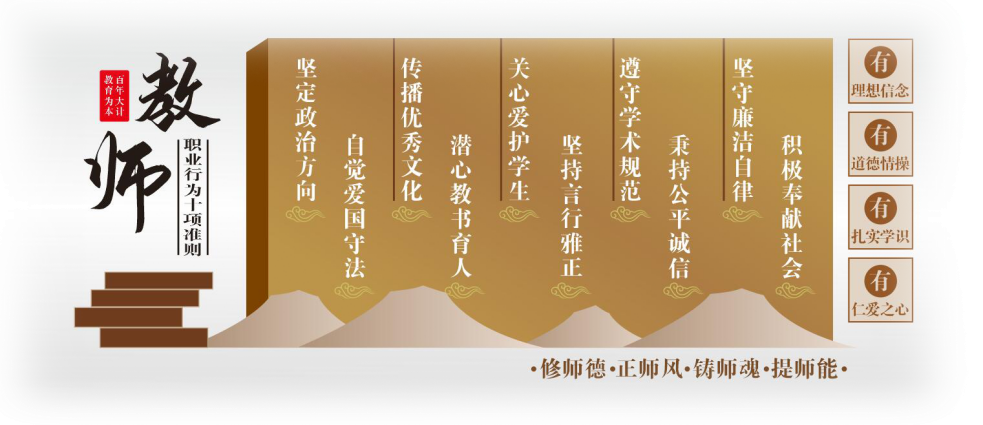 教师
百年大计
教育为本
职业行为十项准则
坚定政治方向
自觉爱国守法
传播优秀文化
潜心教书育人
关心爱护学生
坚持言行雅正
遵守学术规范
秉持公平诚信
坚守廉洁自律
积极奉献社会
有
理想信念
有
道德情操
有
扎实学识
有
仁爱之心
·修师德·正师风·铸师魂·提师能·